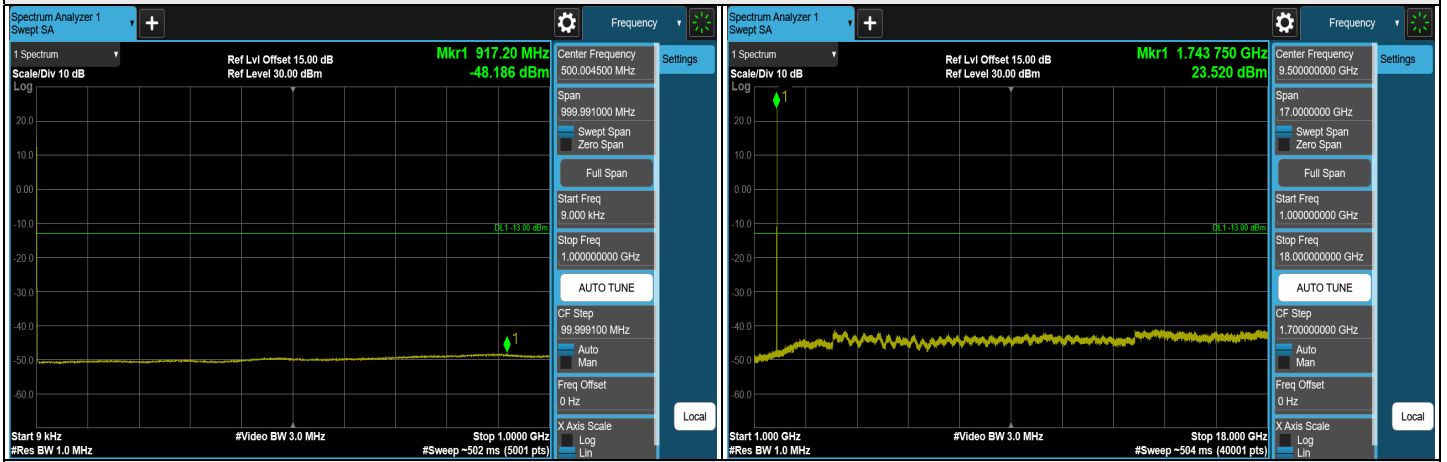 Spectrum Analyzer 1
Swept SA
+
Frequency
1 Spectrum
Scale/Div 10 dB
Log
Ref Lvl Offset 15.00 dB
Ref Level 30.00 dBm
Mkr1 917.20 MHz
-48.186 dBm
1
20.0
10.0
0.00
-10.0
-20.0
-30.0
-40.0
-50.0
-60.0
DL1 -13.00 dBm
Start 9 kHz
#Res BW 1.0 MHz
#Video BW 3.0 MHz
Stop 1.0000 GHz
#Sweep ~502 ms (5001 pts)
Center Frequency
500.004500 MHz
Span
999.991000 MHz
Swept Span
Zero Span
Full Span
Start Freq
9.000 kHz
Stop Freq
1.000000000 GHz
AUTO TUNE
CF Step
99.999100 MHz
Auto
Man
Freq Offset
0 Hz
X Axis Scale
Log
Lin
Settings
Local
Spectrum Analyzer 1
Swept SA
+
Frequency
1 Spectrum
Scale/Div 10 dB
Log
Ref Lvl Offset 15.00 dB
Ref Level 30.00 dBm
Mkr1 1.743 750 GHz
23.520 dBm
1
20.0
10.0
0.00
-10.0
-20.0
-30.0
-40.0
-50.0
-60.0
DL1 -13.00 dBm
Start 1.000 GHz
#Res BW 1.0 MHz
#Video BW 3.0 MHz
Stop 18.000 GHz
#Sweep ~504 ms (40001 pts)
Center Frequency
9.500000000 GHz
Span
17.0000000 GHz
Swept Span
Zero Span
Full Span
Start Freq
1.000000000 GHz
Stop Freq
18.000000000 GHz
AUTO TUNE
CF Step
1.700000000 GHz
Auto
Man
Freq Offset
0 Hz
X Axis Scale
Log
Lin
Settings
Local